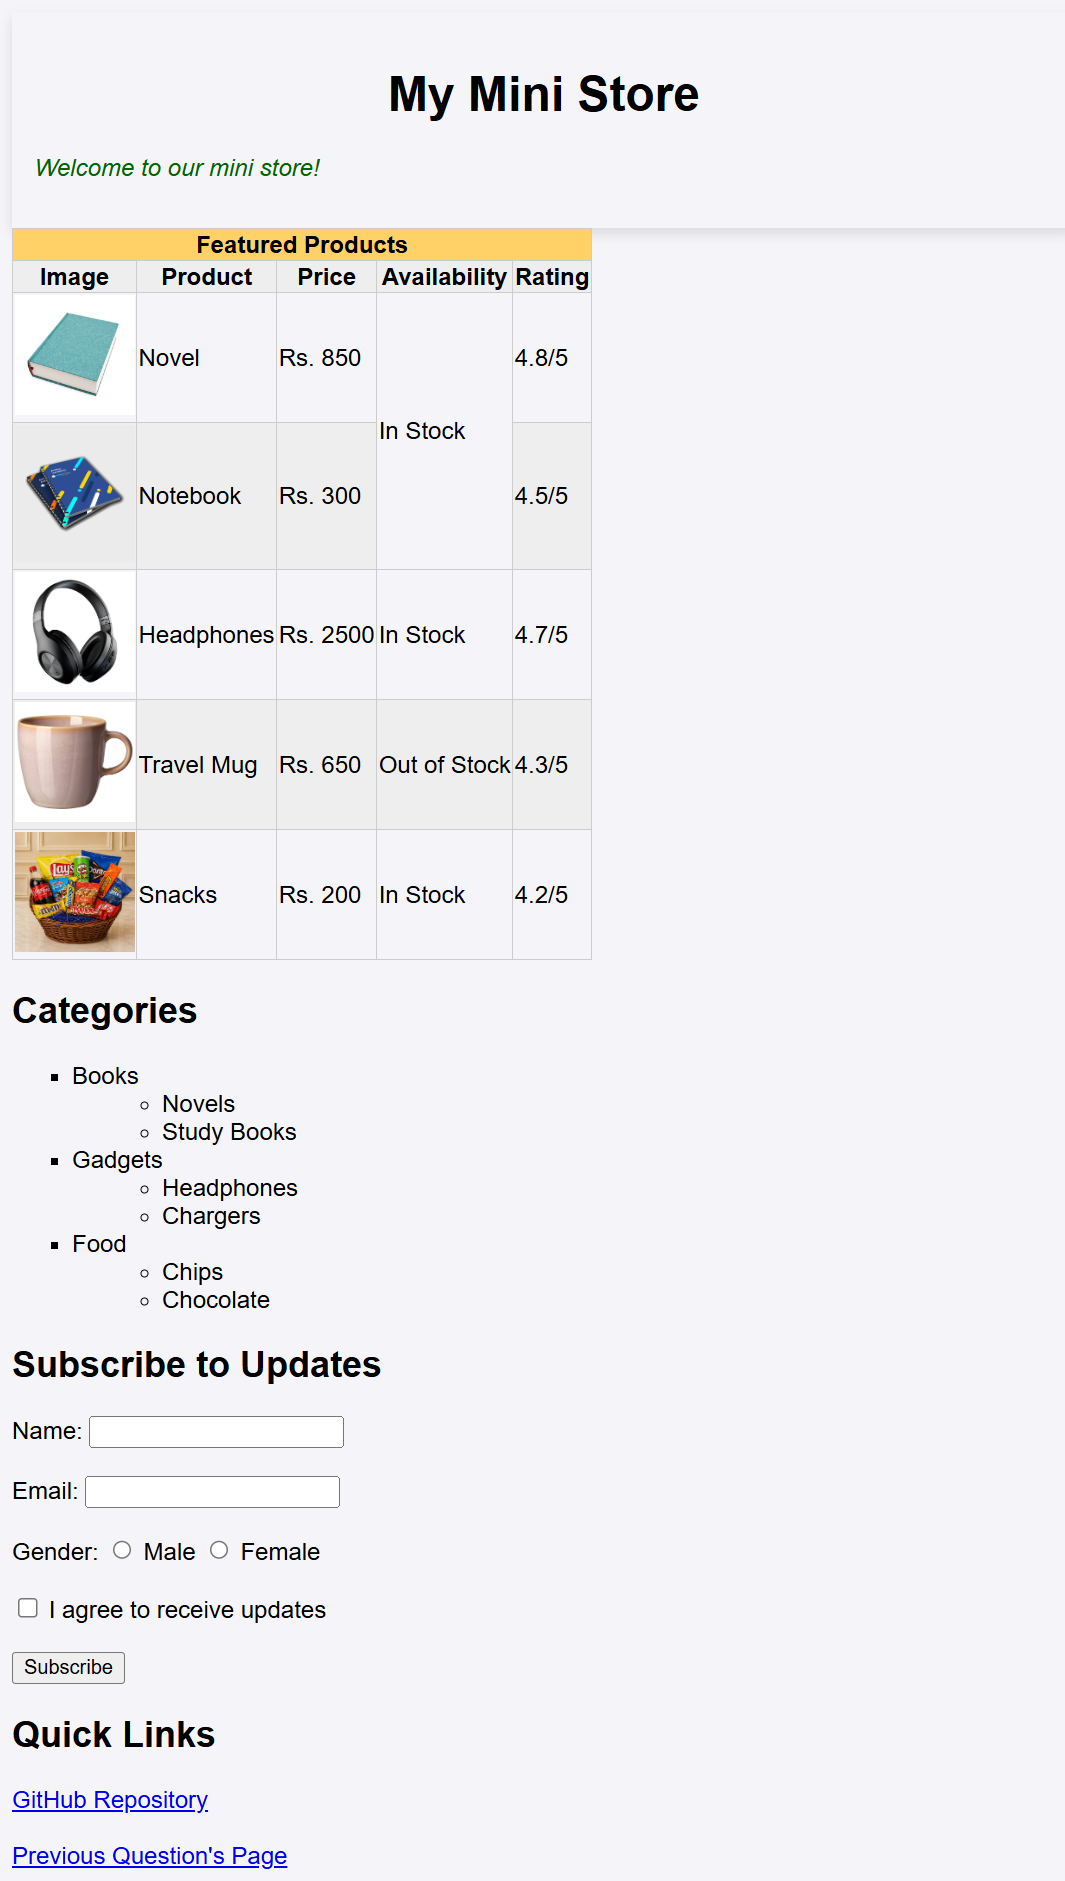 My Mini Store
Welcome to our mini store!
Featured Products
Image Product Price Availability Rating
Novel Rs. 850 4.8/5
In Stock
Notebook Rs. 300 4.5/5
Headphones Rs. 2500 In Stock 4.7/5
Travel Mug Rs. 650 Out of Stock 4.3/5
Lay's
Snacks Rs. 200 In Stock 4.2/5
Categories
Books
Novels
Study Books
Gadgets
Headphones
Chargers
Food
Chips
Chocolate
Subscribe to Updates
Name:
Email:
Gender: Male Female
I agree to receive updates
Subscribe
Quick Links
GitHub Repository
Previous Question's Page